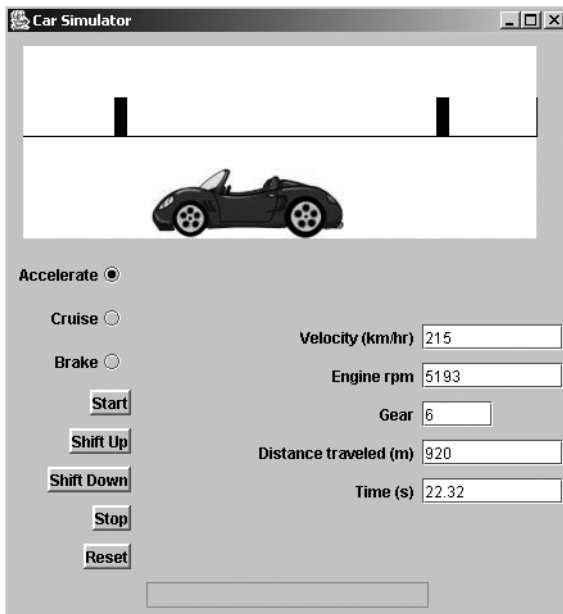 Car Simulator
Accelerate
Cruise
Brake
Start
Shift Up
Shift Down
Stop
Reset
Velocity (km/hr) 215
Engine rpm 5193
Gear 6
Distance traveled (m) 920
Time (s) 22.32